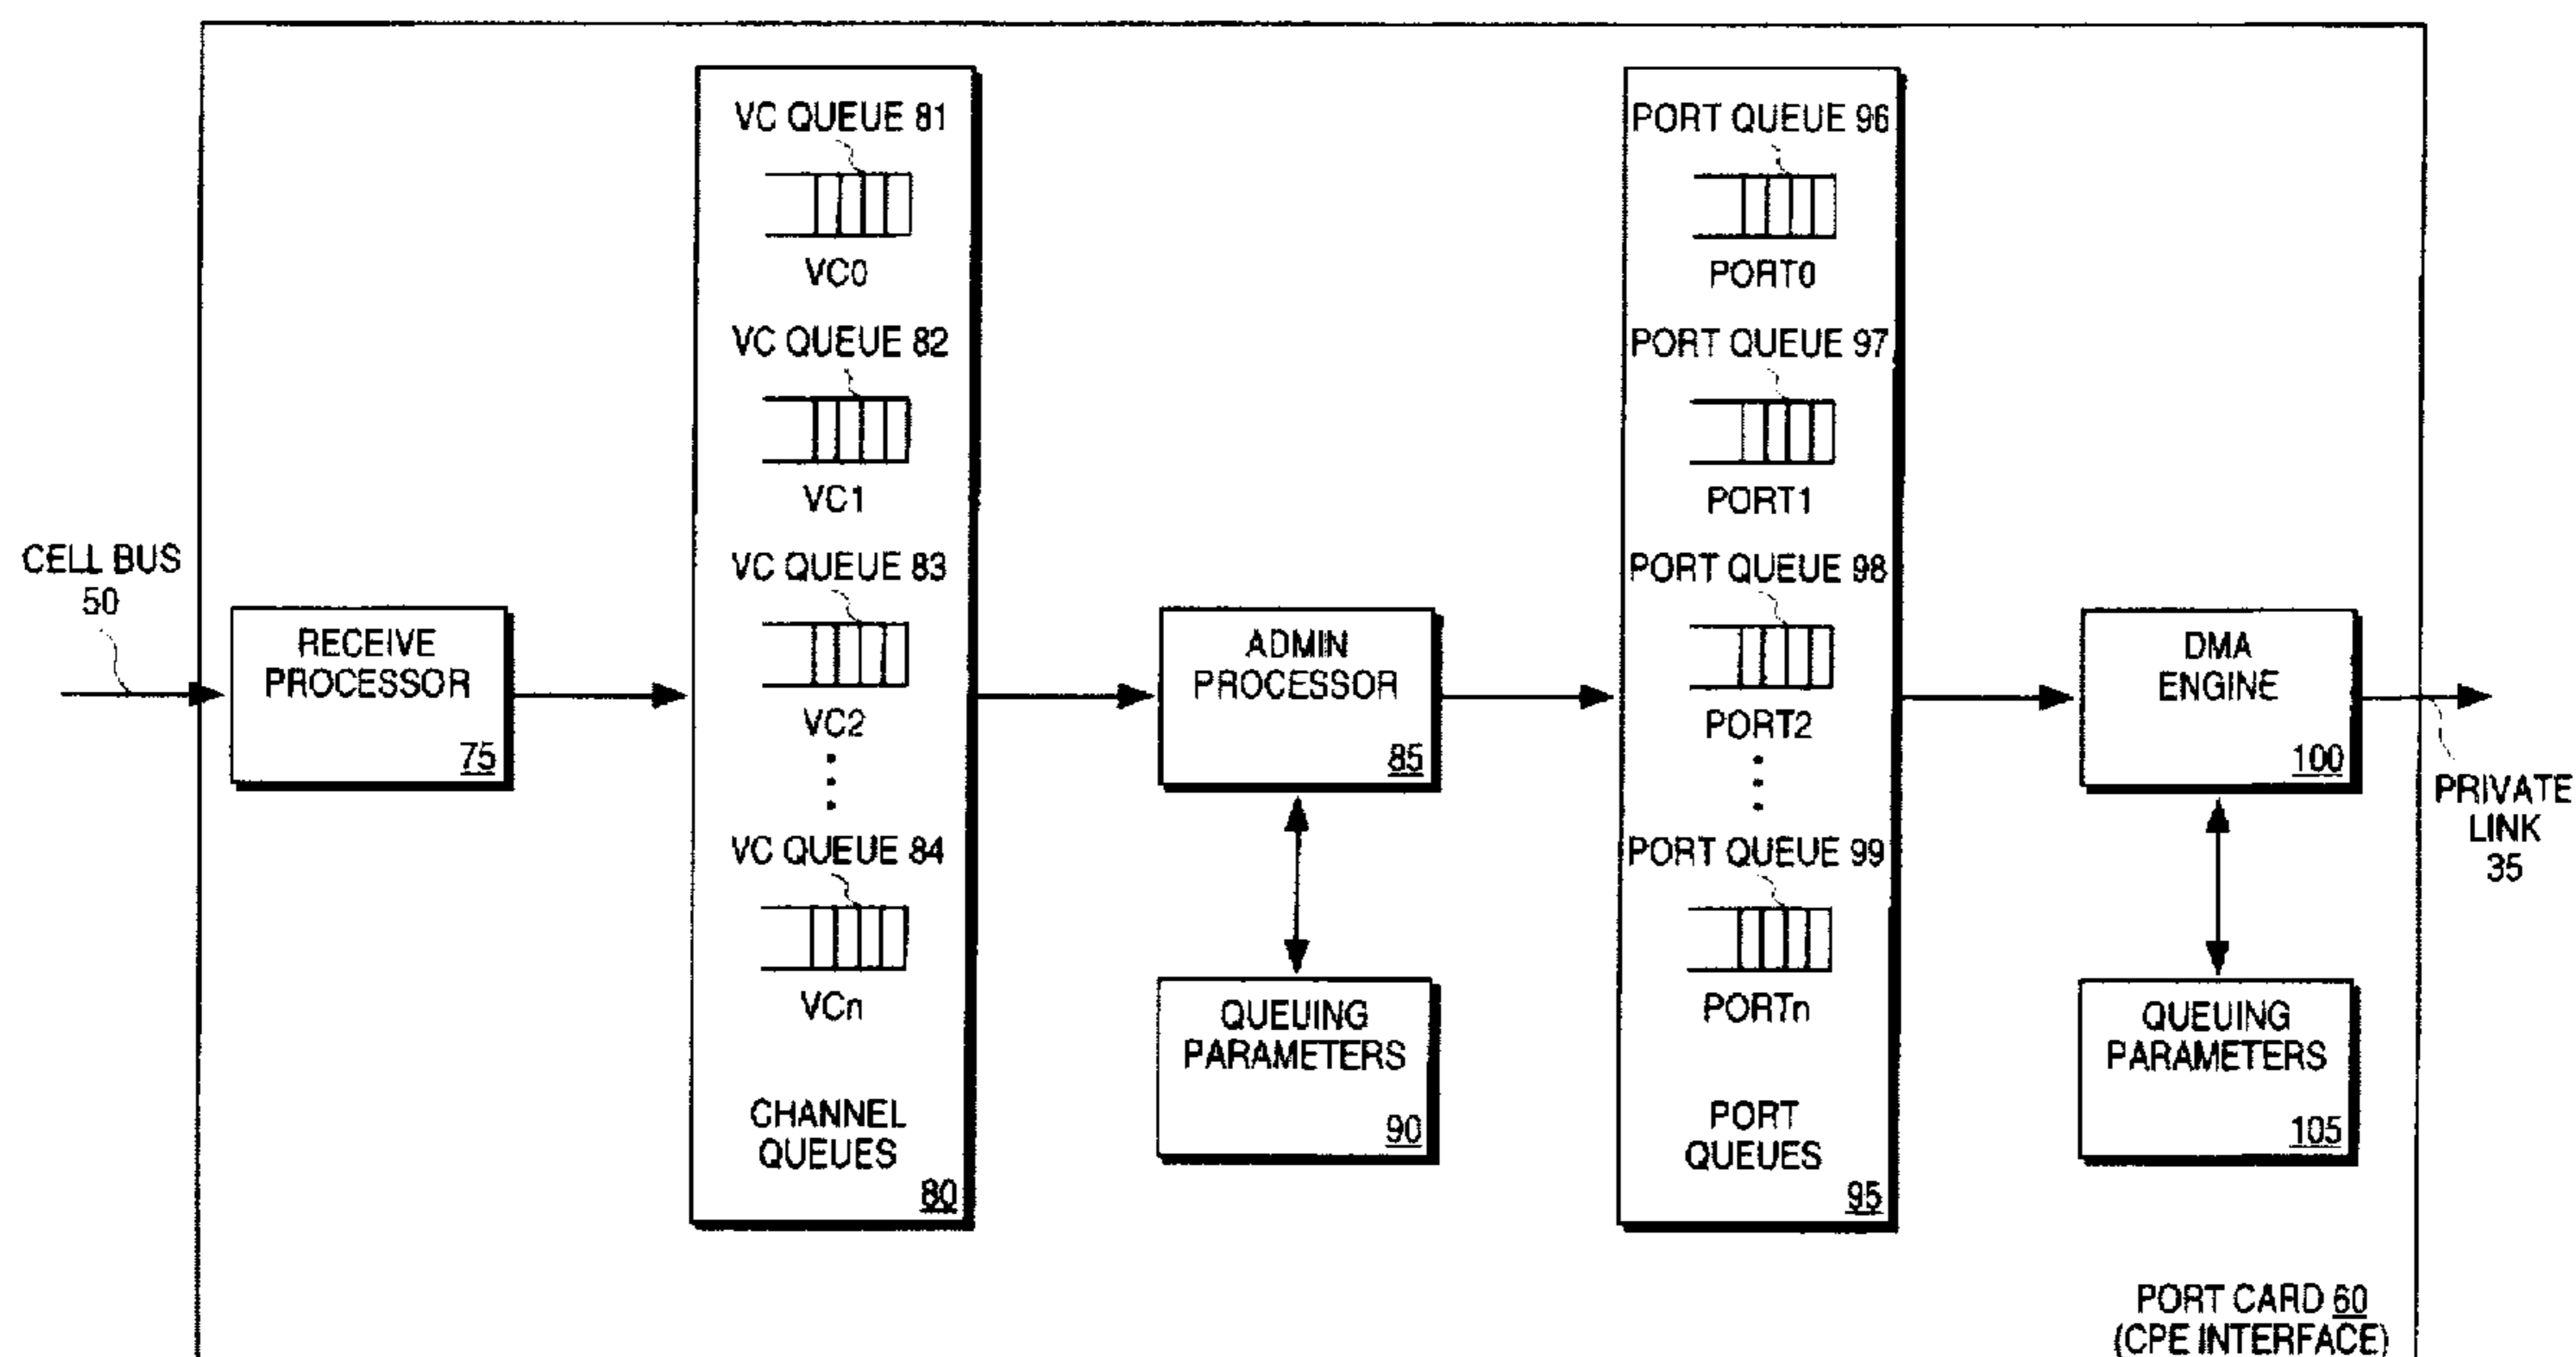 CELL BUS
50
RECEIVE
PROCESSOR
75
VC QUEUE 81
VC0
VC QUEUE 82
VC1
VC QUEUE 83
VC2
VC QUEUE 84
VCn
CHANNEL
QUEUES
80
ADMIN
PROCESSOR
85
QUEUING
PARAMETERS
90
PORT QUEUE 96
PORT0
PORT QUEUE 97
PORT1
PORT QUEUE 98
PORT2
PORT QUEUE 99
PORTn
PORT
QUEUES
95
DMA
ENGINE
100
QUEUING
PARAMETERS
105
PRIVATE
LINK
35
PORT CARD 60
(CPE INTERFACE)